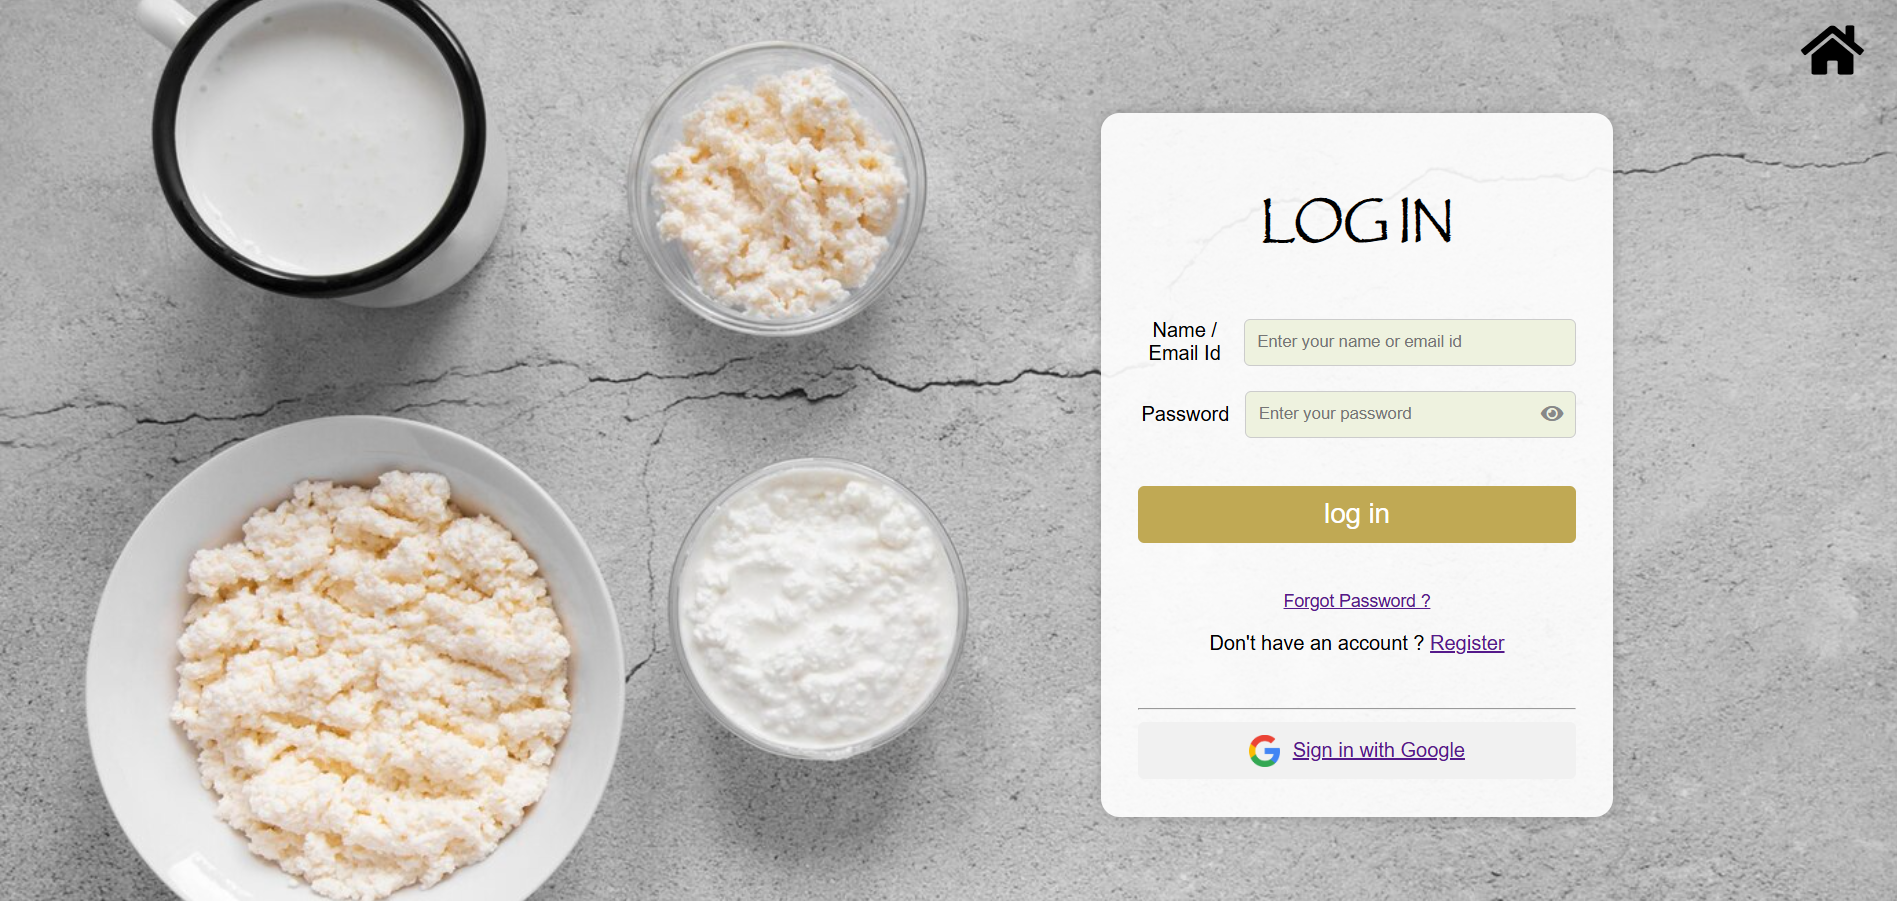 LOGIN
Name /
Email Id
Enter your name or email id
Password
Enter your password
log in
Forgot Password ?
Don't have an account ? Register
Sign in with Google